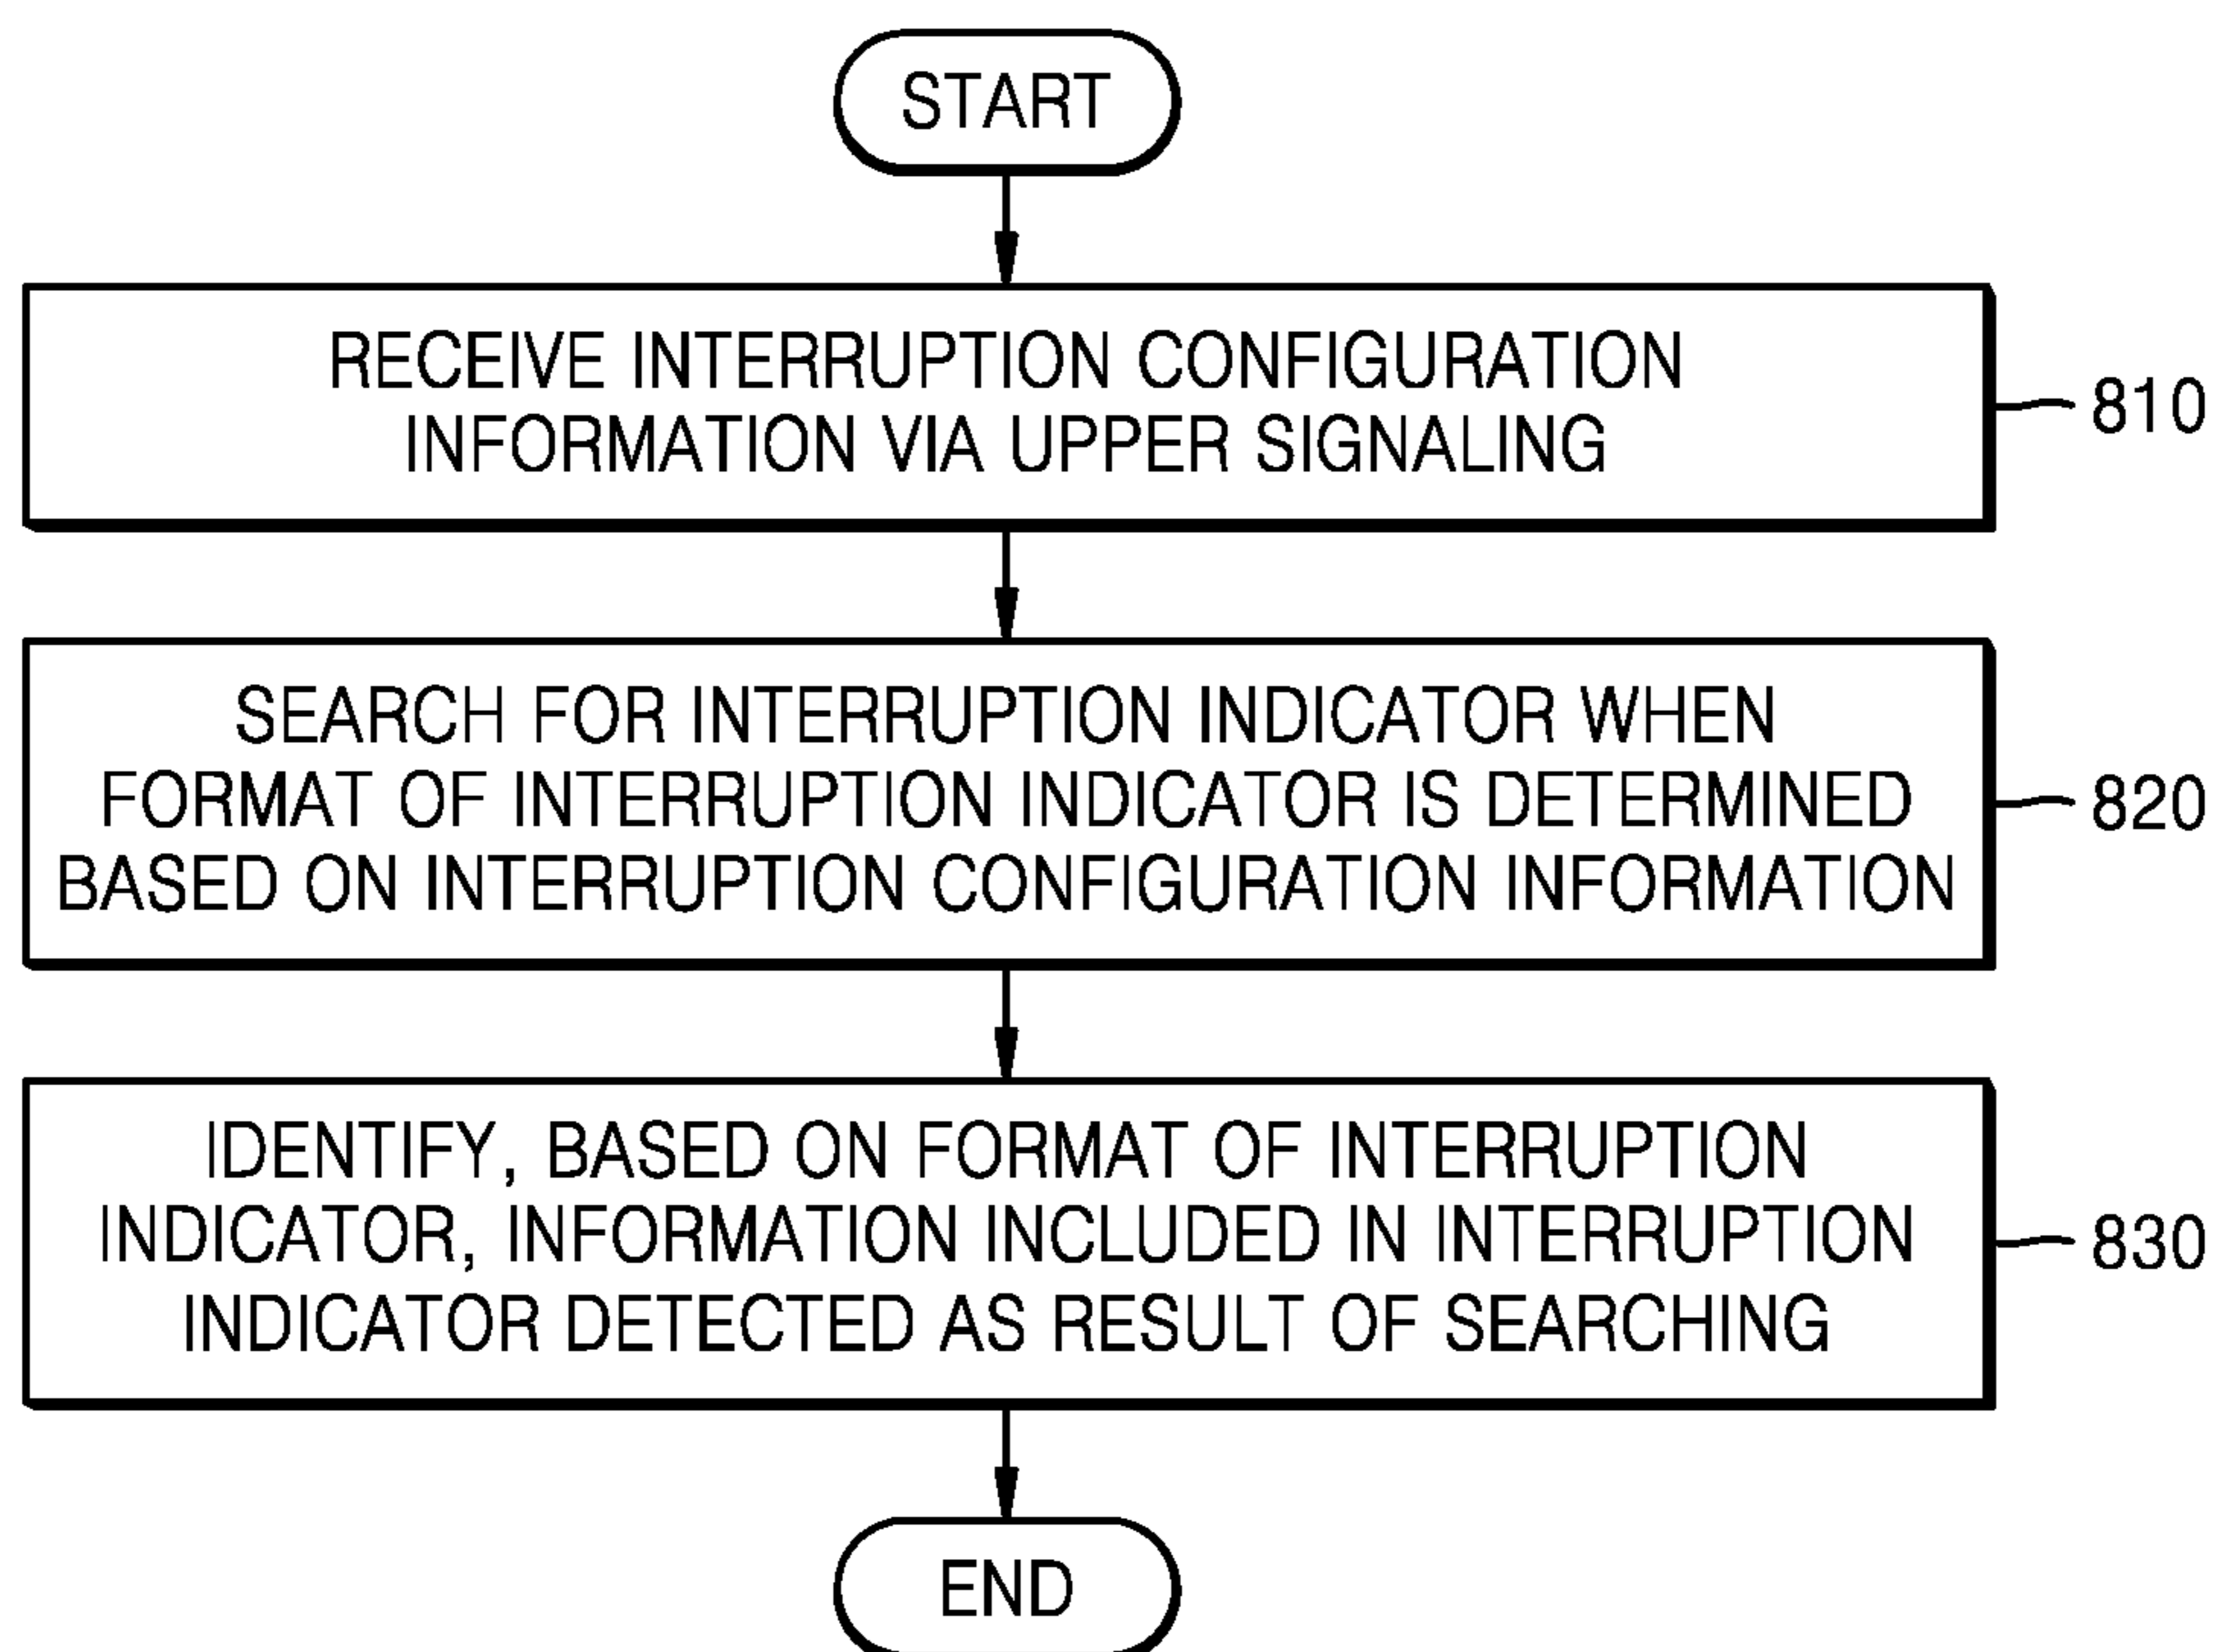 START
RECEIVE INTERRUPTION CONFIGURATION
INFORMATION VIA UPPER SIGNALING
810
SEARCH FOR INTERRUPTION INDICATOR WHEN
FORMAT OF INTERRUPTION INDICATOR IS DETERMINED
BASED ON INTERRUPTION CONFIGURATION INFORMATION
820
IDENTIFY, BASED ON FORMAT OF INTERRUPTION
INDICATOR, INFORMATION INCLUDED IN INTERRUPTION
INDICATOR DETECTED AS RESULT OF SEARCHING
830
END